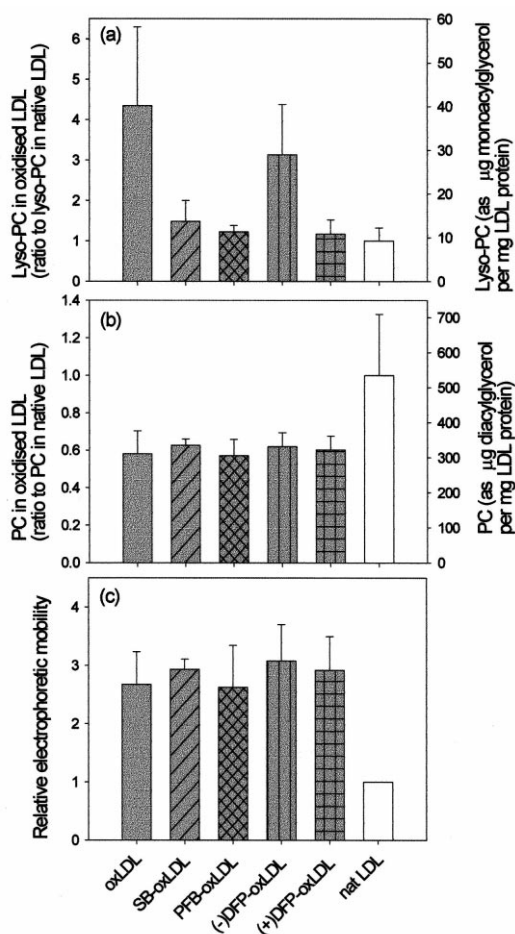 (a)
Lyso-PC in oxidised LDL
(ratio to lyso-PC in native LDL)
6
5
4
3
2
1
0
60
50
40
30
20
10
0
Lyso-PC (as μg monoacylglycerol
per mg LDL protein)
(b)
PC in oxidised LDL
(ratio to PC in native LDL)
1.4
1.2
1.0
0.8
0.6
0.4
0.2
0.0
700
600
500
400
300
200
100
0
PC (as μg diacylglycerol
per mg LDL protein)
(c)
Relative electrophoretic mobility
4
3
2
1
0
oxLDL
SB-oxLDL
PFB-oxLDL
(-)DFP-oxLDL
(+)DFP-oxLDL
nat LDL